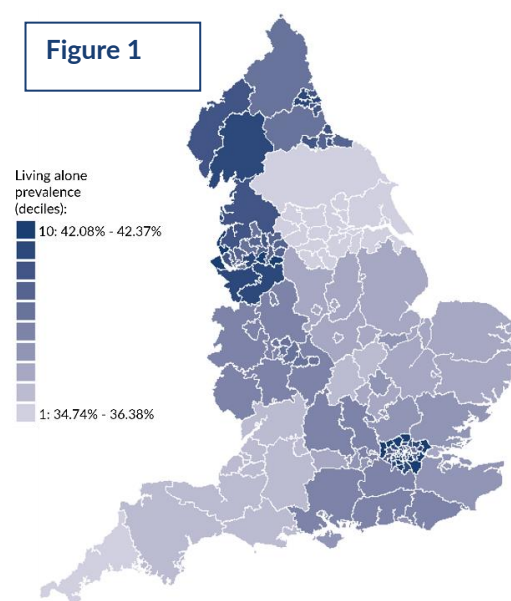 Figure 1
Living alone
prevalence
(deciles):
10: 42.08% - 42.37%
1: 34.74% - 36.38%